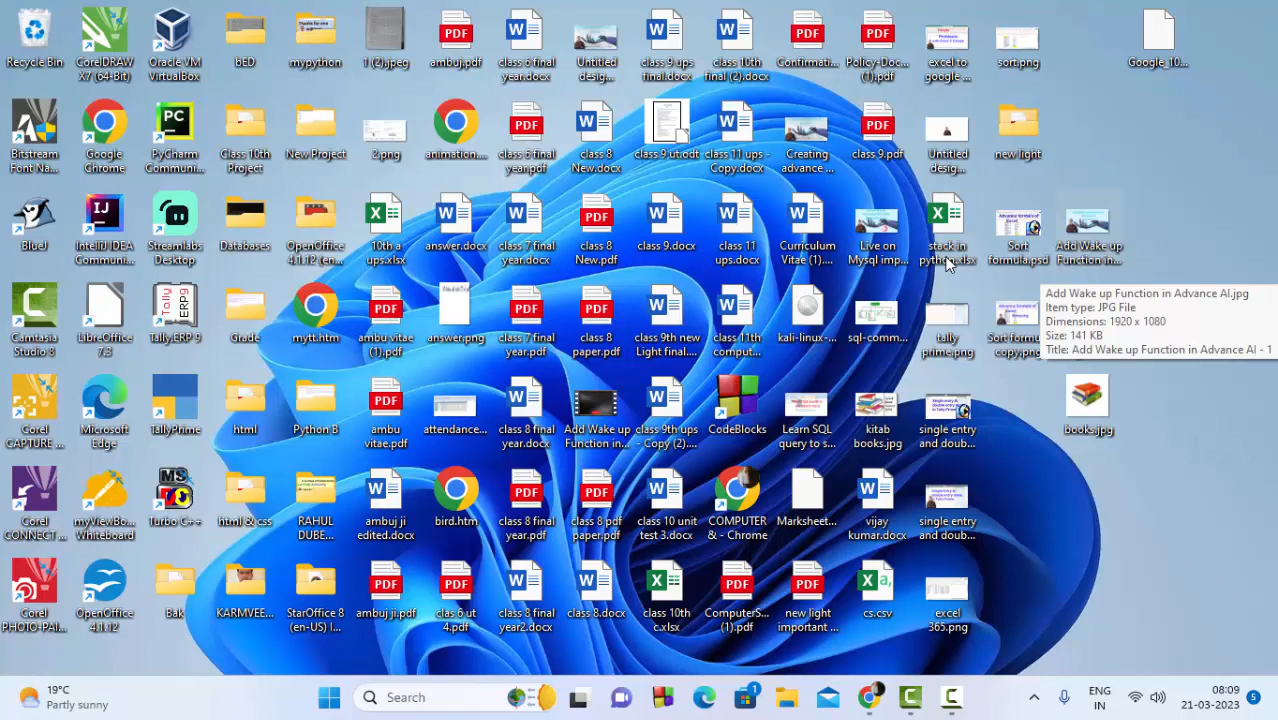 Recycle Bin
CorelDRAW X7 (64-Bit)
Oracle VM VirtualBox
bED
mypython
1 (2).jpeg
ambuj.pdf
class 6 final year.docx
Untitled desig...
class 9 ups final.docx
class 10th final (2).docx
Confirmati...
Policy-Doc... (1).pdf
excel to google ...
sort.png
Google_10...
Bitstream Font Na...
Google Chrome
PyCharm Communi...
Class 10th Project
New Project
2.png
animation....
class 6 final year.pdf
class 8 New.docx
class 9 ut.odt
class 11 ups - Copy.docx
Creating advance ...
class 9.pdf
Untitled desig...
new light
BlueJ
IntelliJ IDEA Communi...
Streamlabs Desktop
Databases
OpenOffice 4.1.12 (en...
10th a ups.xlsx
answer.docx
class 7 final year.docx
class 8 New.pdf
class 9.docx
class 11 ups.docx
Curriculum Vitae (1)....
Live on Mysql imp...
stack in python.xlsx
Sort formula.psd
Add Wake up Function in...
Camtasia Studio 8
LibreOffice 7.3
Tally.ERP 9
Grade
mytt.htm
ambu vitae (1).pdf
answer.png
class 7 final year.pdf
class 8 paper.pdf
class 9th new Light final....
class 11th comput...
kali-linux-...
sql-comm...
tally prime.png
Sort formu... copy.png
Add Wake up Function in Advance AI.jpg
Item type: JPG File
Dimensions: 1920 x 1080
Size: 141 KB
Title: Add Wake up Function in Advance AI - 1
Corel CAPTURE ...
Microsoft Edge
TallyPrime
html
Python B
ambu vitae.pdf
attendance...
class 8 final year.docx
Add Wake up Function in...
class 9th ups - Copy (2)....
CodeBlocks
Learn SQL query to s...
kitab books.jpg
single entry and doub...
books.jpg
Corel CONNECT ...
myViewBo... Whiteboard
Turbo C++
html & css
RAHUL DUBE...
ambuj ji edited.docx
bird.htm
class 8 final year.pdf
class 8 pdf paper.pdf
class 10 unit test 3.docx
COMPUTER & - Chrome
Marksheet...
vijay kumar.docx
single entry and doub...
Corel PHOTO-PAI...
OpenOffice 4.1.12
Bak
KARMVEE...
StarOffice 8 (en-US) I...
ambuj ji.pdf
clas 6 ut 4.pdf
class 8 final year2.docx
class 8.docx
class 10th c.xlsx
ComputerS... (1).pdf
new light important ...
cs.csv
excel 365.png
19°C
Partly sunny
Search
1
ENG
IN
09:09
21-03-2023
5